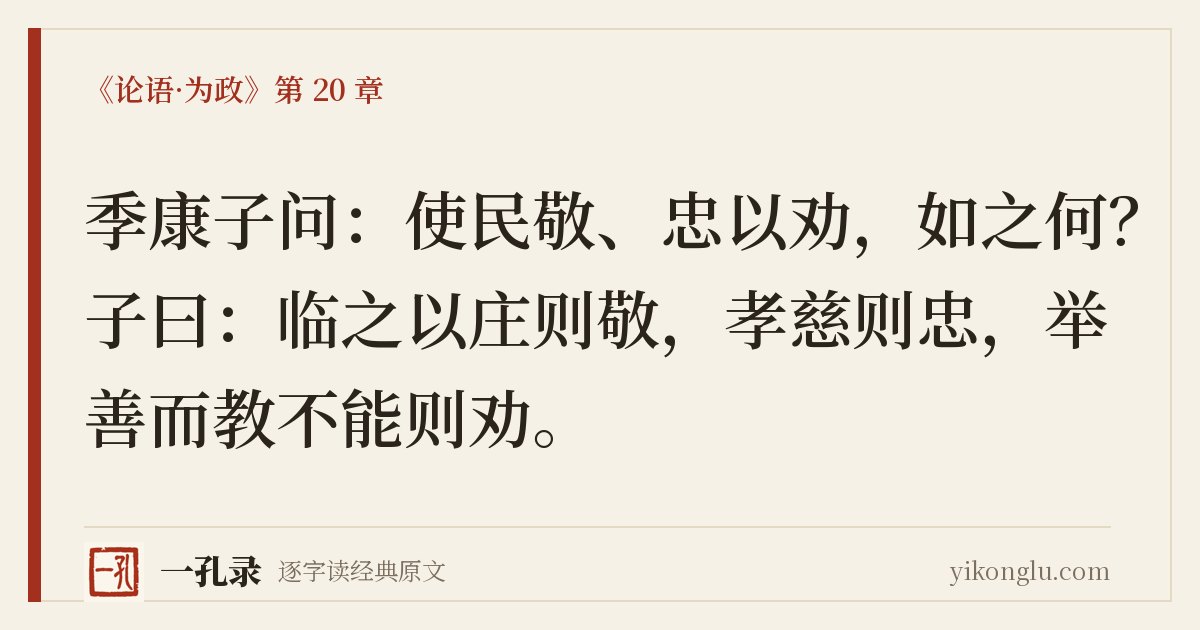 《论语·为政》第 20 章
季康子问：使民敬、忠以劝，如之何？
子曰：临之以庄则敬，孝慈则忠，举
善而教不能则劝。
一孔
一孔录 逐字读经典原文 yikonglu.com